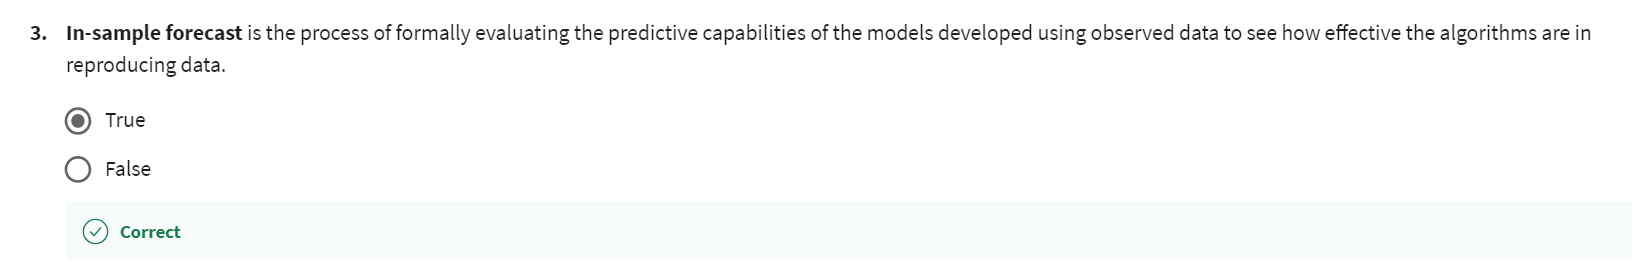 3. In-sample forecast is the process of formally evaluating the predictive capabilities of the models developed using observed data to see how effective the algorithms are in
reproducing data.
True
False
Correct